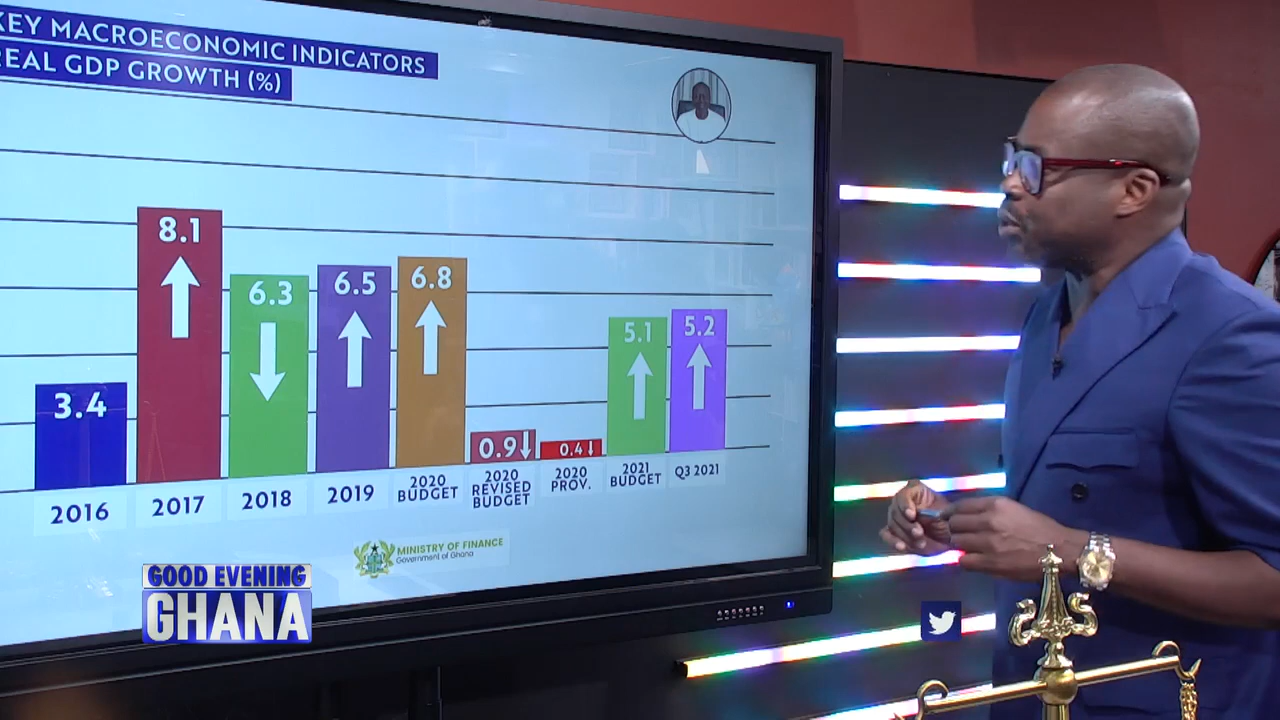 KEY MACROECONOMIC INDICATORS
REAL GDP GROWTH (%)
3.4
8.1
6.3
6.5
6.8
0.9
0.4
5.1
5.2
2016
2017
2018
2019
2020
BUDGET
2020
REVISED
BUDGET
2020
PROV.
2021
BUDGET
Q3 2021
MINISTRY OF FINANCE
Government of Ghana
GOOD EVENING
GHANA